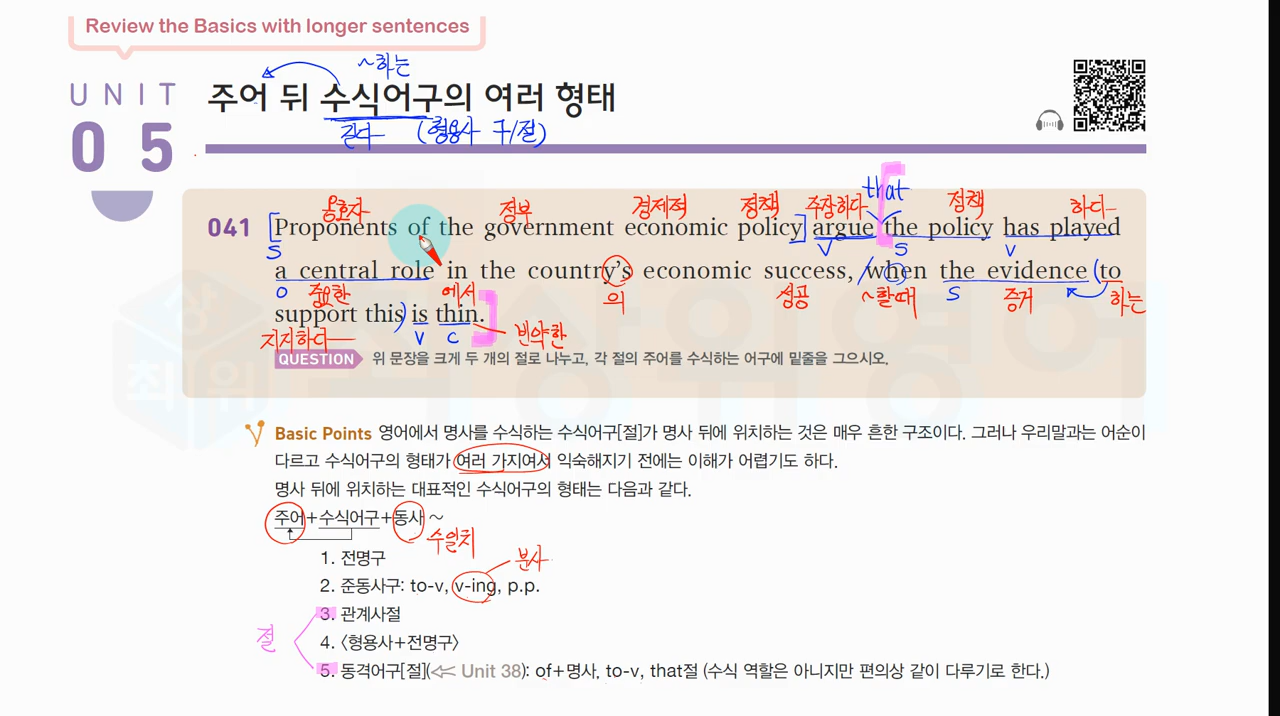 Review the Basics with longer sentences
~하는
UNIT
05
주어 뒤 수식어구의 여러 형태
길다 (형용사 구/절)
that
옹호자 정부 경제적 정책 주장하다 정책 하다
041 [Proponents of the government economic policy] argue [the policy has played
S V S V
a central role in the country's economic success, /when the evidence (to
O 중요한 에서 의 성공 ~할때 S 증거 하는
support this) is thin.]
지지하다 V C 빈약한
QUESTION 위 문장을 크게 두 개의 절로 나누고, 각 절의 주어를 수식하는 어구에 밑줄을 그으시오.
최 상 위
Basic Points 영어에서 명사를 수식하는 수식어구[절]가 명사 뒤에 위치하는 것은 매우 흔한 구조이다. 그러나 우리말과는 어순이
다르고 수식어구의 형태가 여러 가지여서 익숙해지기 전에는 이해가 어렵기도 하다.
명사 뒤에 위치하는 대표적인 수식어구의 형태는 다음과 같다.
주어+수식어구+동사 ~
수일치
1. 전명구
분사
2. 준동사구: to-v, v-ing, p.p.
3. 관계사절
절
4. 〈형용사+전명구〉
5. 동격어구[절](⇐ Unit 38): of+명사, to-v, that절 (수식 역할은 아니지만 편의상 같이 다루기로 한다.)